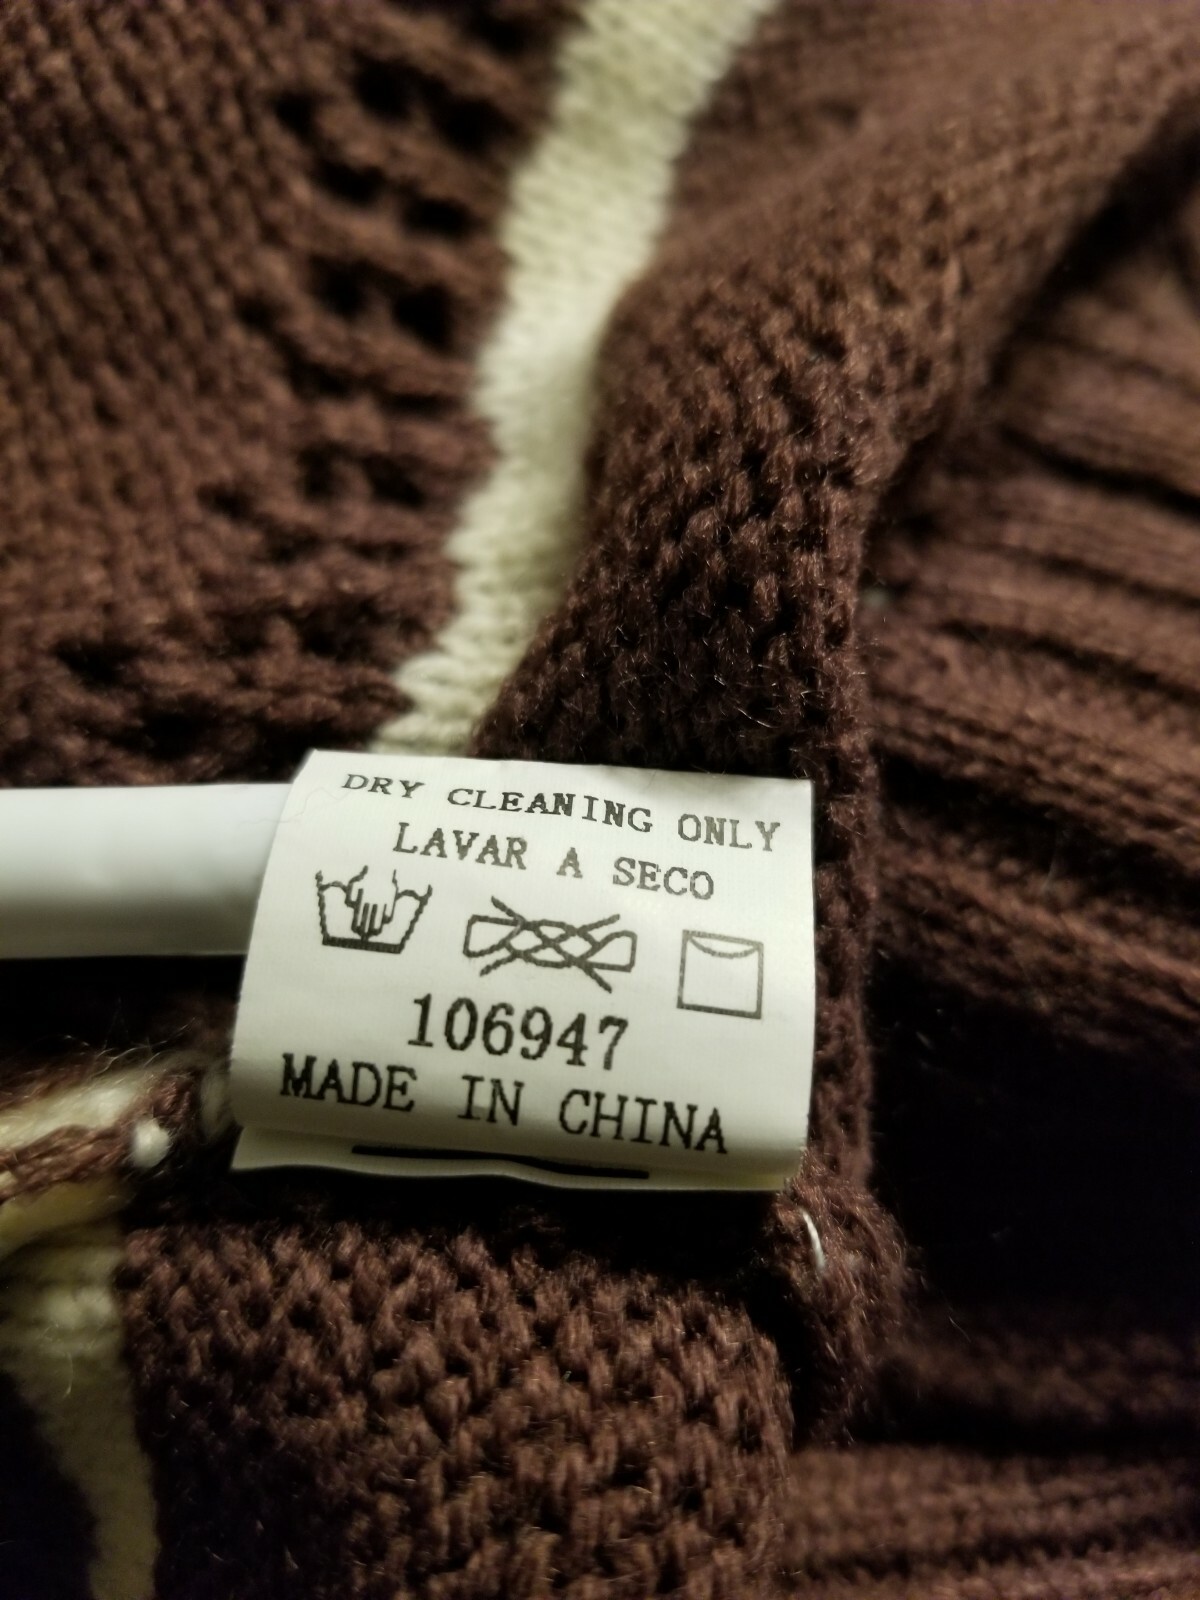 DRY CLEANING ONLY
LAVAR A SECO
106947
MADE IN CHINA